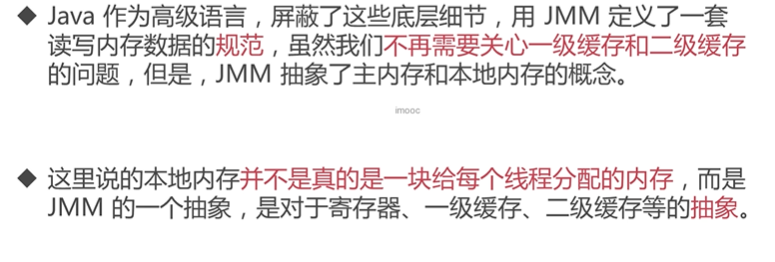 ◆ Java 作为高级语言，屏蔽了这些底层细节，用 JMM 定义了一套
读写内存数据的规范，虽然我们不再需要关心一级缓存和二级缓存
的问题，但是，JMM 抽象了主内存和本地内存的概念。
imooc
◆ 这里说的本地内存并不是真的是一块给每个线程分配的内存，而是
JMM 的一个抽象，是对于寄存器、一级缓存、二级缓存等的抽象。